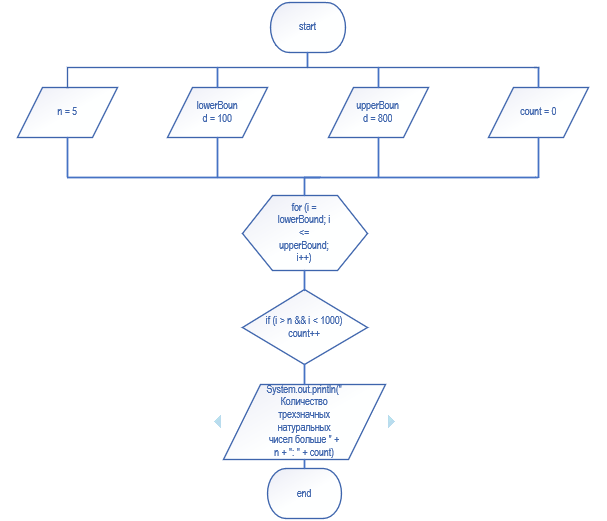 start
n = 5
lowerBoun
d = 100
upperBoun
d = 800
count = 0
for (i =
lowerBound; i
<=
upperBound;
i++)
if (i > n && i < 1000)
count++
System.out.println("
Количество
трехзначных
натуральных
чисел больше " +
n + ": " + count)
end